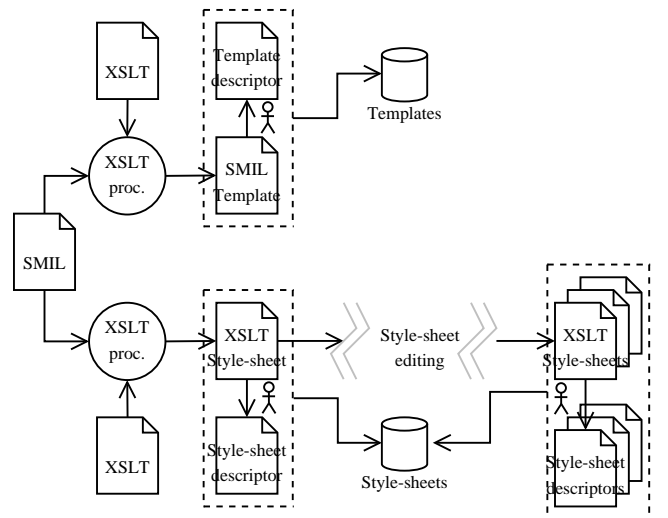 XSLT
Template
descriptor
Templates
XSLT
proc.
SMIL
Template
SMIL
XSLT
proc.
XSLT
Style-sheet
Style-sheet
editing
XSLT
Style-sheets
XSLT
Style-sheet
descriptor
Style-sheets
Style-sheet
descriptors